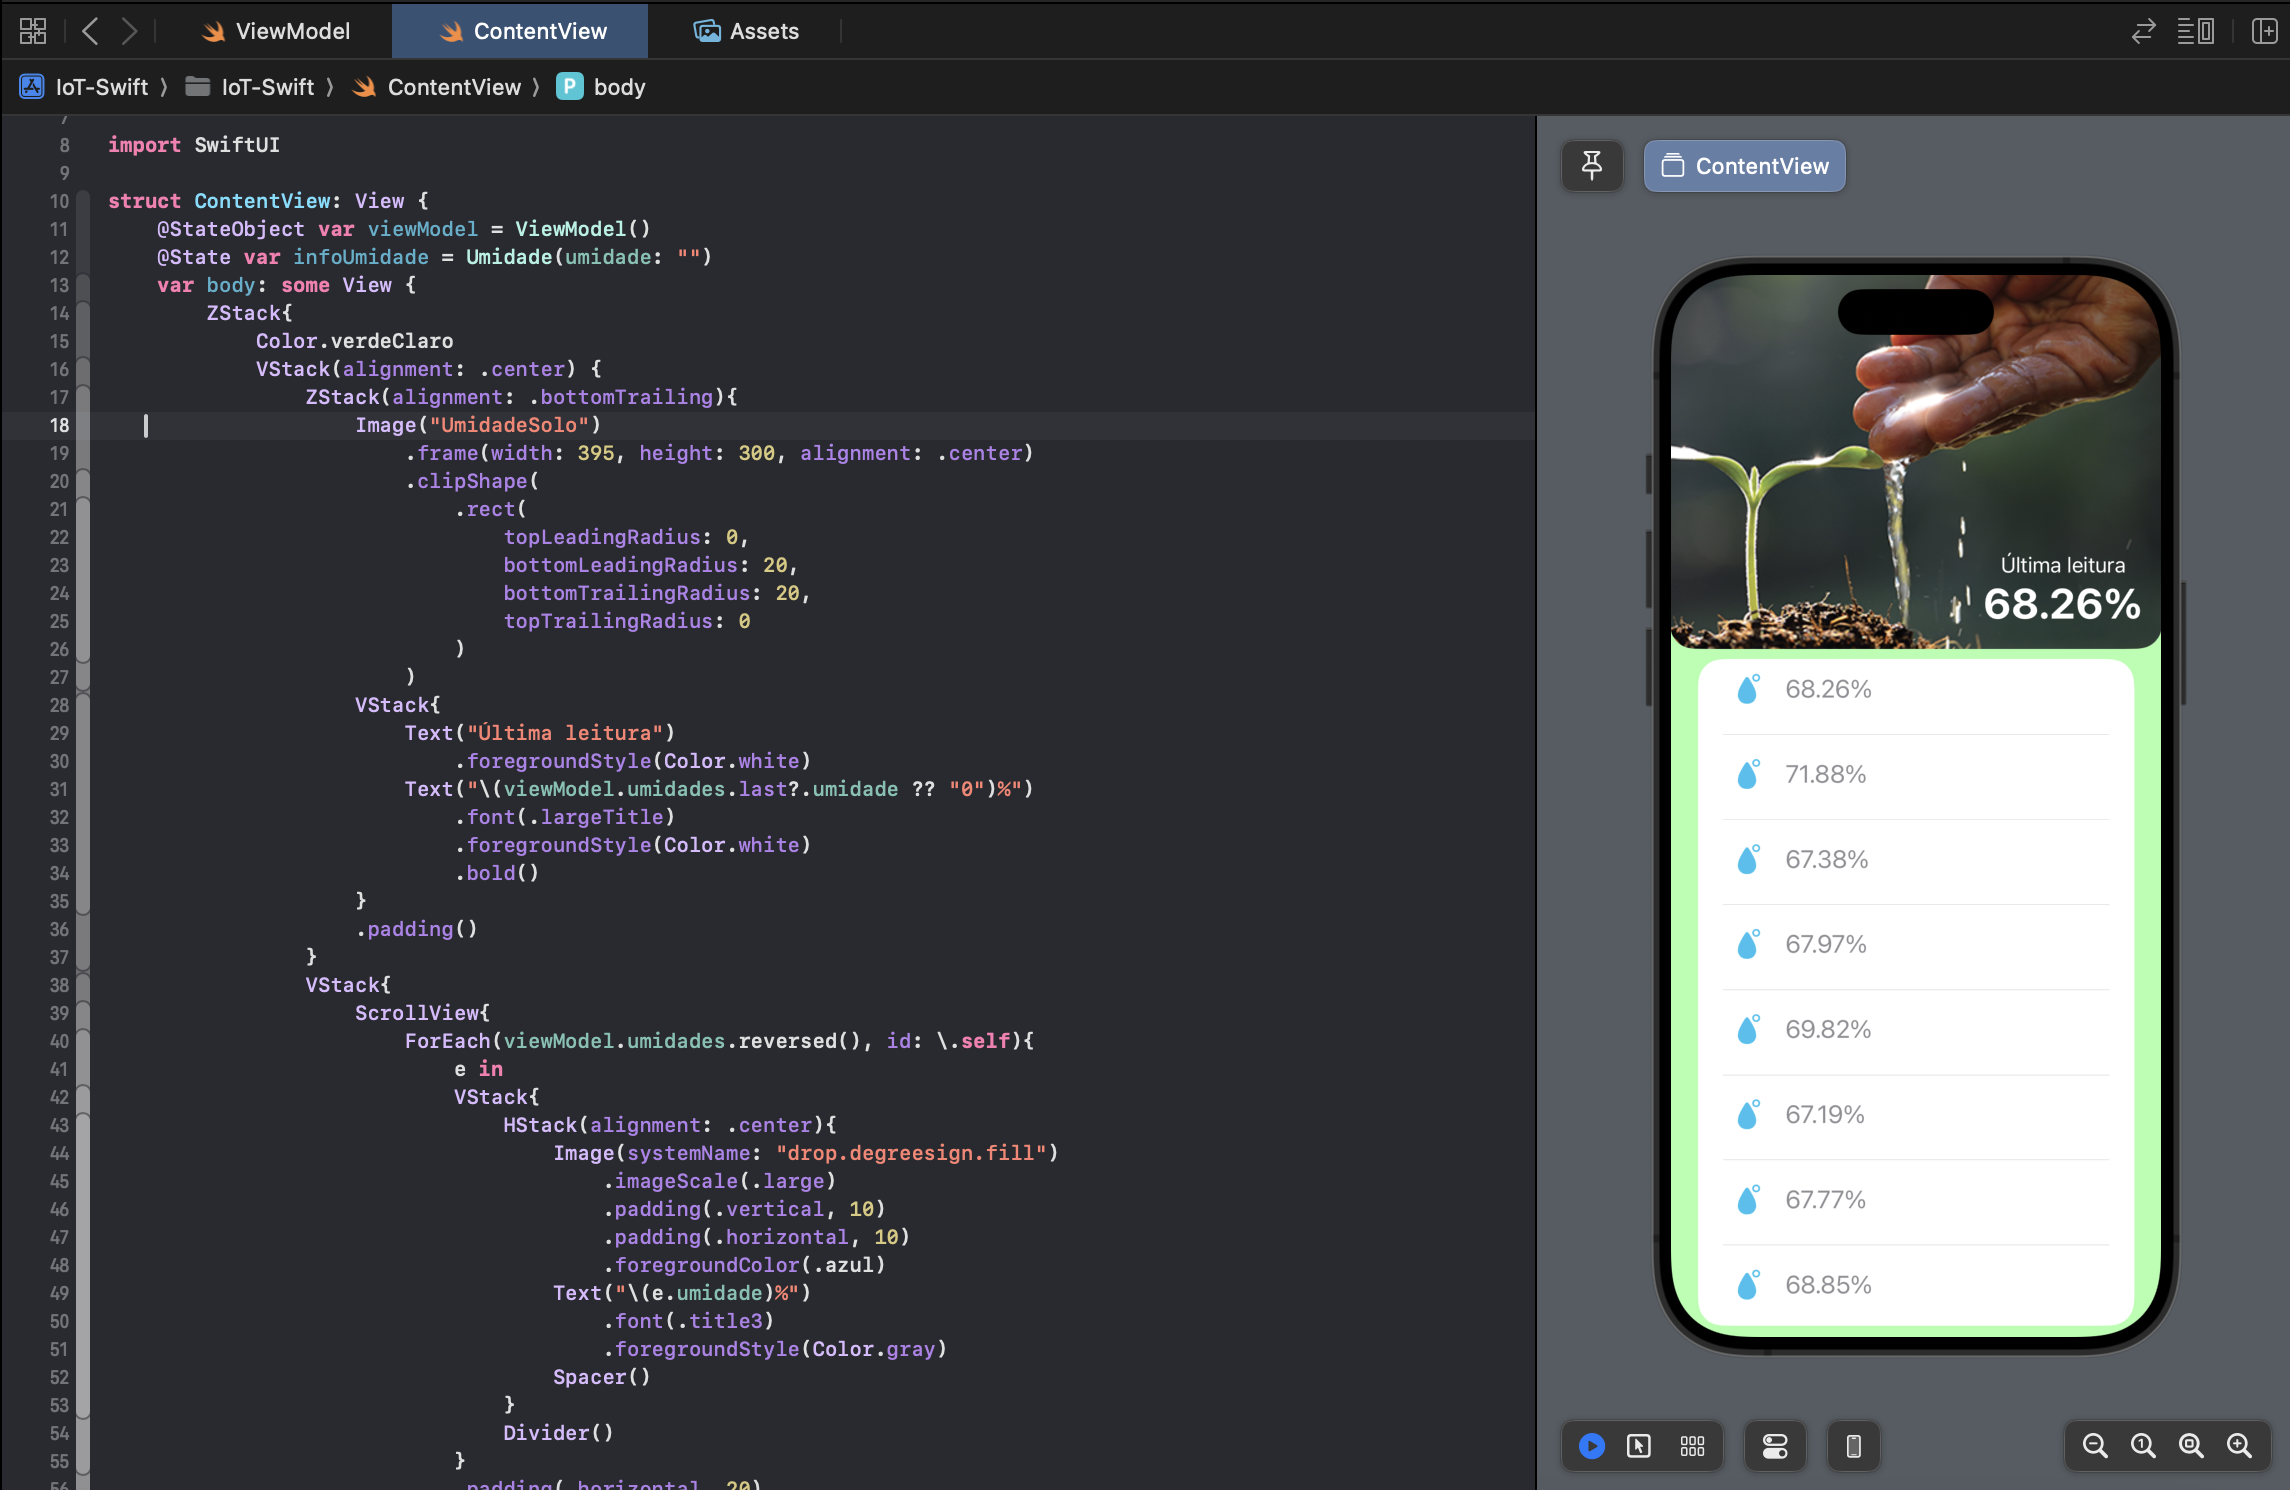 ViewModel
ContentView
Assets
IoT-Swift
IoT-Swift
ContentView
P body
7
8 import SwiftUI
9
10 struct ContentView: View {
11     @StateObject var viewModel = ViewModel()
12     @State var infoUmidade = Umidade(umidade: "")
13     var body: some View {
14         ZStack{
15             Color.verdeClaro
16             VStack(alignment: .center) {
17                 ZStack(alignment: .bottomTrailing){
18                     Image("UmidadeSolo")
19                         .frame(width: 395, height: 300, alignment: .center)
20                         .clipShape(
21                             .rect(
22                                 topLeadingRadius: 0,
23                                 bottomLeadingRadius: 20,
24                                 bottomTrailingRadius: 20,
25                                 topTrailingRadius: 0
26                             )
27                         )
28                     VStack{
29                         Text("Última leitura")
30                             .foregroundStyle(Color.white)
31                         Text("\(viewModel.umidades.last?.umidade ?? "0")%")
32                             .font(.largeTitle)
33                             .foregroundStyle(Color.white)
34                             .bold()
35                     }
36                     .padding()
37                 }
38                 VStack{
39                     ScrollView{
40                         ForEach(viewModel.umidades.reversed(), id: \.self){
41                             e in
42                             VStack{
43                                 HStack(alignment: .center){
44                                     Image(systemName: "drop.degreesign.fill")
45                                         .imageScale(.large)
46                                         .padding(.vertical, 10)
47                                         .padding(.horizontal, 10)
48                                         .foregroundColor(.azul)
49                                     Text("\(e.umidade)%")
50                                         .font(.title3)
51                                         .foregroundStyle(Color.gray)
52                                     Spacer()
53                                 }
54                                 Divider()
55                             }
56                             .padding(.horizontal, 20)
ContentView
Última leitura
68.26%
68.26%
71.88%
67.38%
67.97%
69.82%
67.19%
67.77%
68.85%